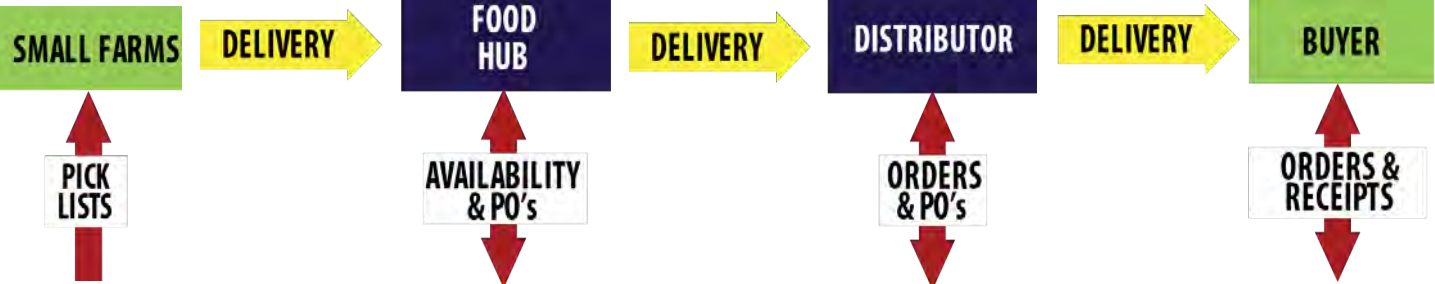 SMALL FARMS
DELIVERY
FOOD
HUB
DELIVERY
DISTRIBUTOR
DELIVERY
BUYER
PICK
LISTS
AVAILABILITY
& PO's
ORDERS
& PO's
ORDERS &
RECEIPTS